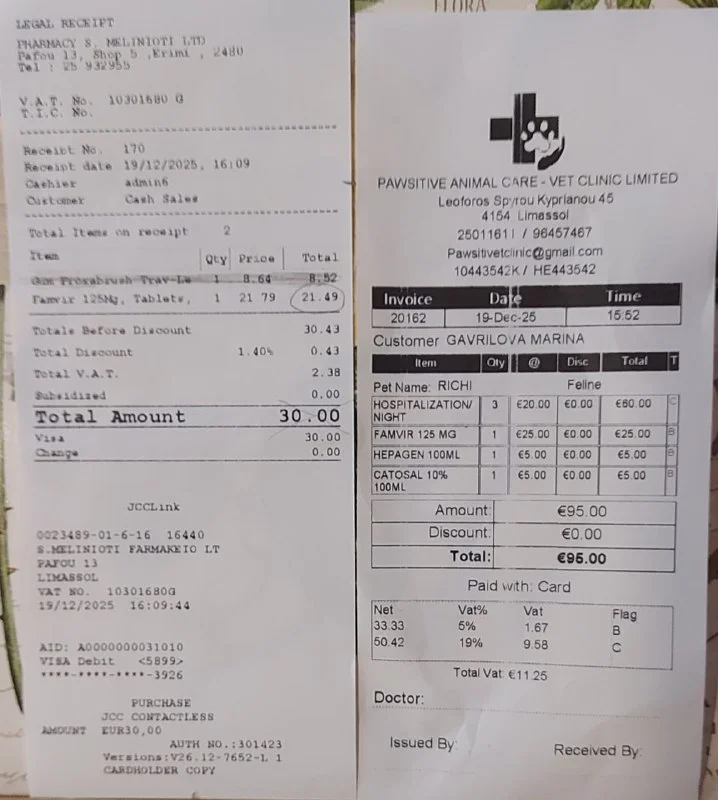 LEGAL RECEIPT
PHARMACY S. MELINIOTI LTD
Pafou 13, Shop 5 ,Erimi , 2480
Tel : 25 932955
V.A.T. No. 10301680 G
T.I.C. No.
Receipt No. 170
Receipt date 19/12/2025, 16:09
Cashier admin6
Customer Cash Sales
Total Items on receipt 2
Item Qty Price Total
Gum Proxabrush Trav-Le 1 8.64 8.52
Famvir 125Mg, Tablets, 1 21 79 21.49
Totals Before Discount 30.43
Total Discount 1.40% 0.43
Total V.A.T. 2.38
Subsidized 0.00
Total Amount 30.00
Visa 30.00
Change 0.00
JCCLink
0023489-01-6-16 16440
S.MELINIOTI FARMAKEIO LT
PAFOU 13
LIMASSOL
VAT NO. 10301680G
19/12/2025 16:09:44
AID: A0000000031010
VISA Debit <5899>
****-****-****-3926
PURCHASE
JCC CONTACTLESS
AMOUNT EUR30,00
AUTH NO.:301423
Versions:V26.12-7652-L 1
CARDHOLDER COPY
FLORA
PAWSITIVE ANIMAL CARE - VET CLINIC LIMITED
Leoforos Spyrou Kyprianou 45
4154 Limassol
25011611 / 96457467
Pawsitivetclinic@gmail.com
10443542K / HE443542
Invoice Date Time
20162 19-Dec-25 15:52
Customer GAVRILOVA MARINA
Item Qty @ Disc Total T
Pet Name: RICHI Feline
HOSPITALIZATION/ 3 €20.00 €0.00 €60.00 C
NIGHT
FAMVIR 125 MG 1 €25.00 €0.00 €25.00 B
HEPAGEN 100ML 1 €5.00 €0.00 €5.00 B
CATOSAL 10% 1 €5.00 €0.00 €5.00 B
100ML
Amount: €95.00
Discount: €0.00
Total: €95.00
Paid with: Card
Net Vat% Vat Flag
33.33 5% 1.67 B
50.42 19% 9.58 C
Total Vat: €11.25
Doctor:
Issued By: Received By: